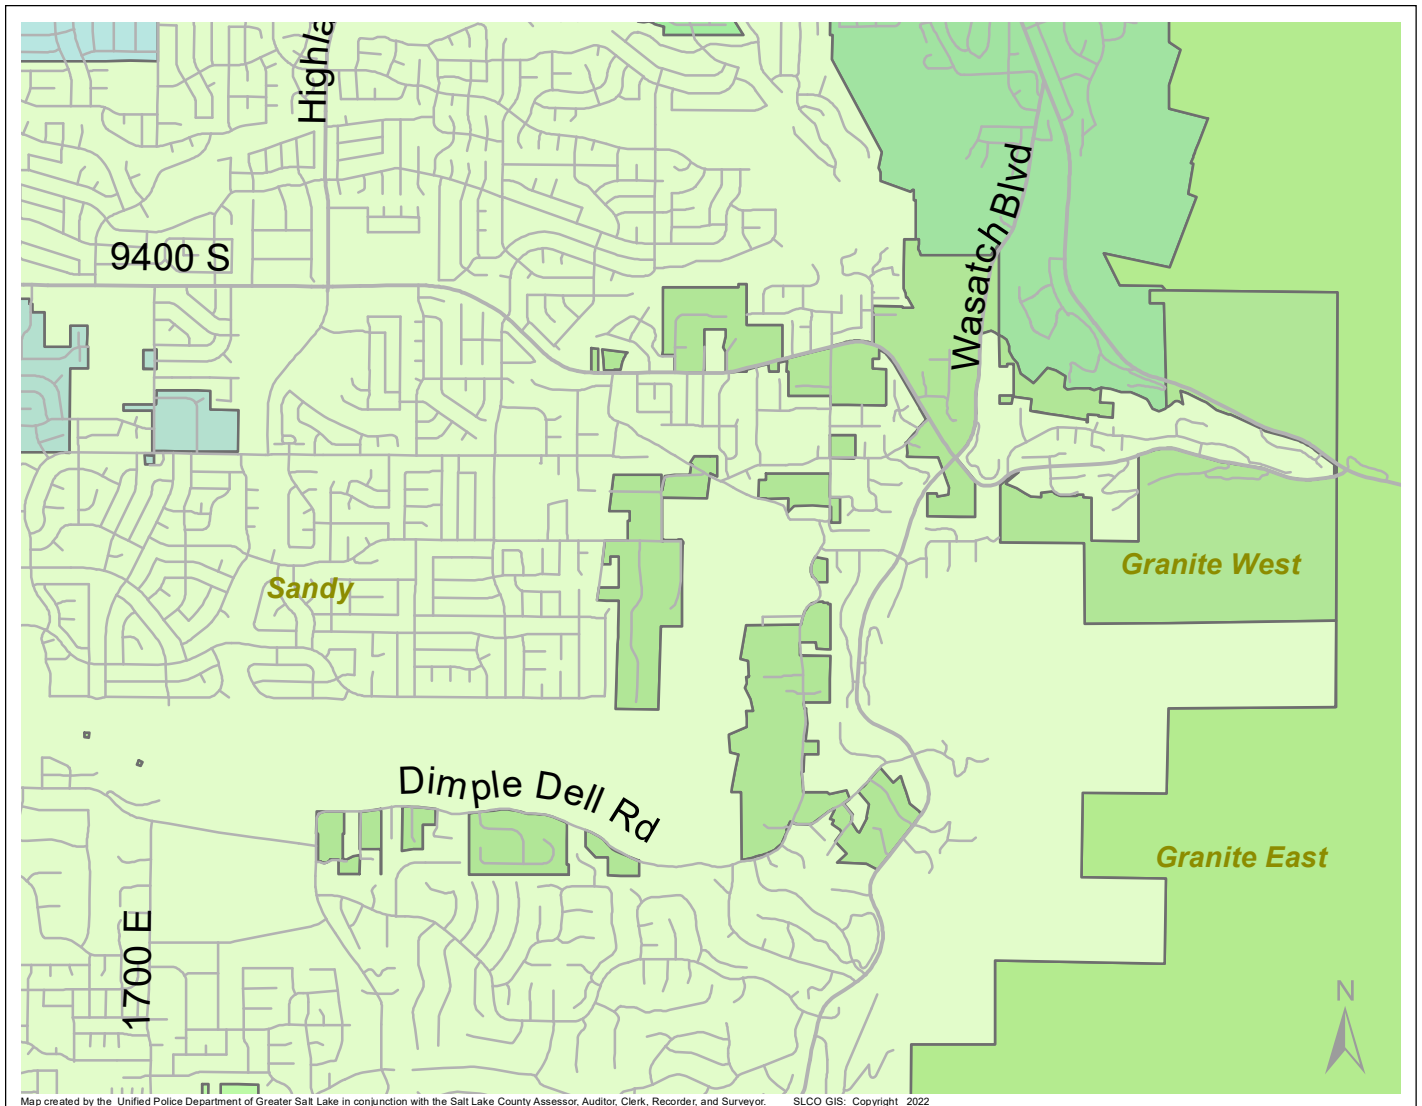 Highla
Wasatch Blvd
9400 S
Granite West
Sandy
Dimple Dell Rd
Granite East
1700 E
N
Map created by the Unified Police Department of Greater Salt Lake in conjunction with the Salt Lake County Assessor, Auditor, Clerk, Recorder, and Surveyor. SLCO GIS: Copyright 2022